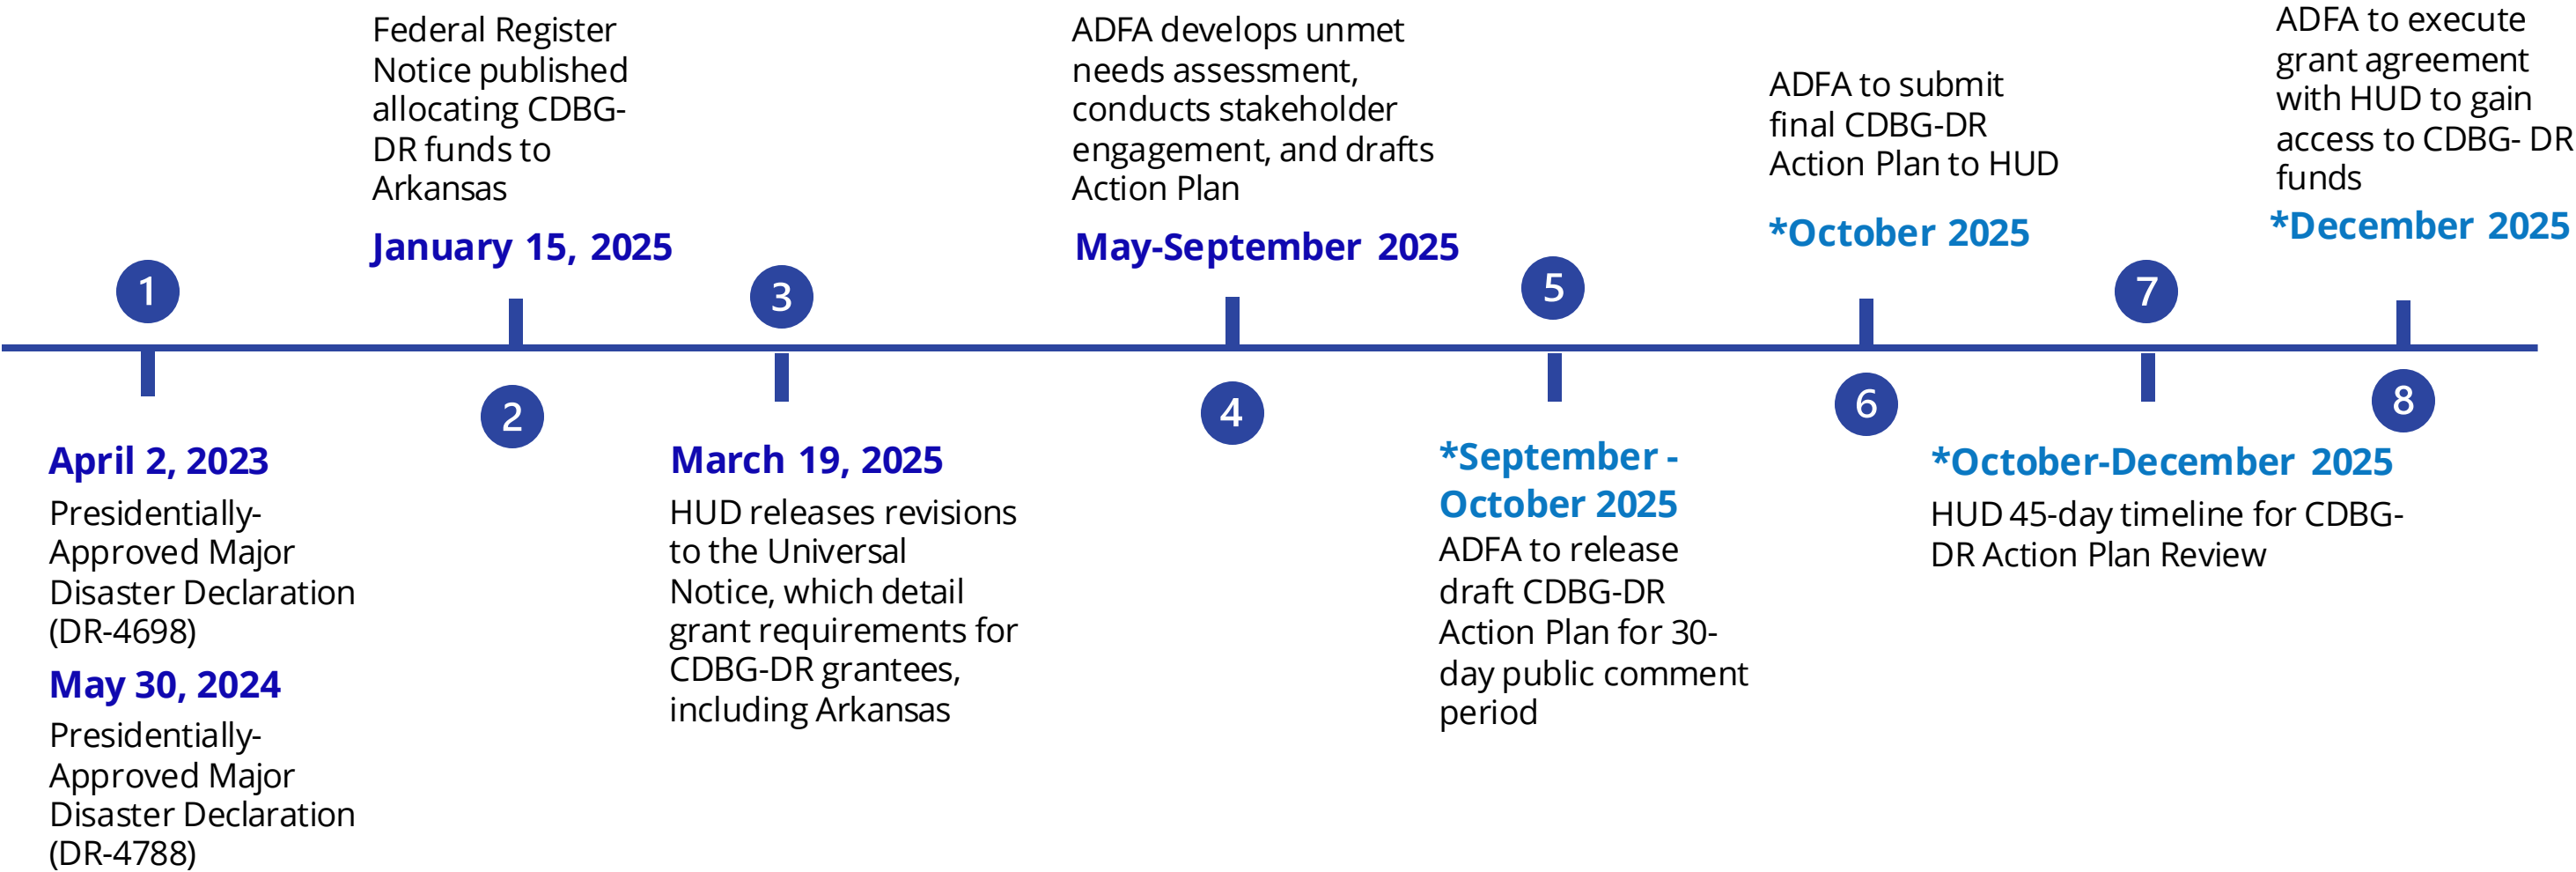 1
April 2, 2023
Presidentially-
Approved Major
Disaster Declaration
(DR-4698)
May 30, 2024
Presidentially-
Approved Major
Disaster Declaration
(DR-4788)
Federal Register
Notice published
allocating CDBG-
DR funds to
Arkansas
January 15, 2025
2
3
March 19, 2025
HUD releases revisions
to the Universal
Notice, which detail
grant requirements for
CDBG-DR grantees,
including Arkansas
ADFA develops unmet
needs assessment,
conducts stakeholder
engagement, and drafts
Action Plan
May-September 2025
4
5
*September -
October 2025
ADFA to release
draft CDBG-DR
Action Plan for 30-
day public comment
period
ADFA to submit
final CDBG-DR
Action Plan to HUD
*October 2025
6
7
*October-December 2025
HUD 45-day timeline for CDBG-
DR Action Plan Review
ADFA to execute
grant agreement
with HUD to gain
access to CDBG- DR
funds
*December 2025
8